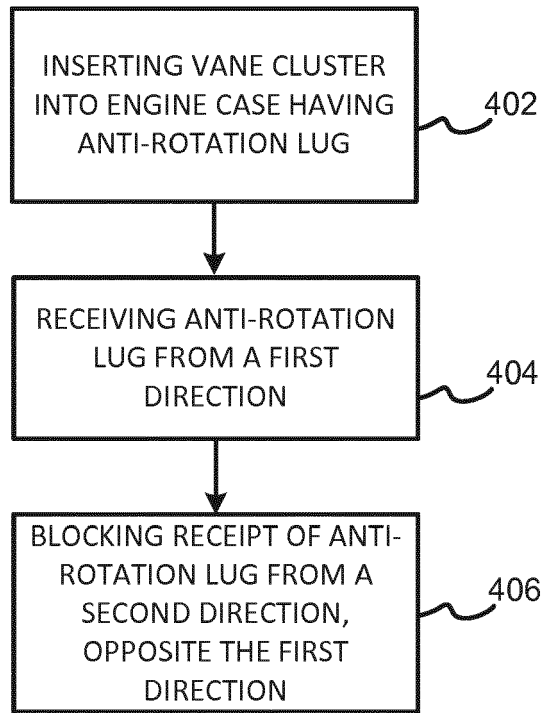 INSERTING VANE CLUSTER
INTO ENGINE CASE HAVING
ANTI-ROTATION LUG
402
RECEIVING ANTI-ROTATION
LUG FROM A FIRST
DIRECTION
404
BLOCKING RECEIPT OF ANTI-
ROTATION LUG FROM A
SECOND DIRECTION,
OPPOSITE THE FIRST
DIRECTION
406